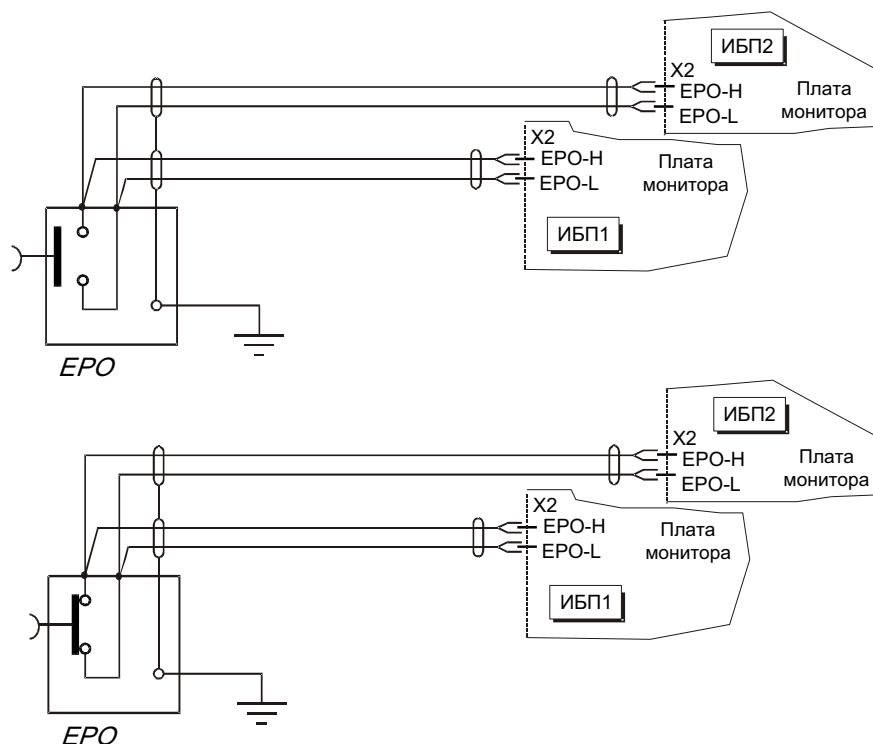 ИБП2
X2
EPO-H
EPO-L
Плата
монитора
X2
EPO-H
EPO-L
Плата
монитора
ИБП1
EPO
ИБП2
X2
EPO-H
EPO-L
Плата
монитора
X2
EPO-H
EPO-L
Плата
монитора
ИБП1
EPO